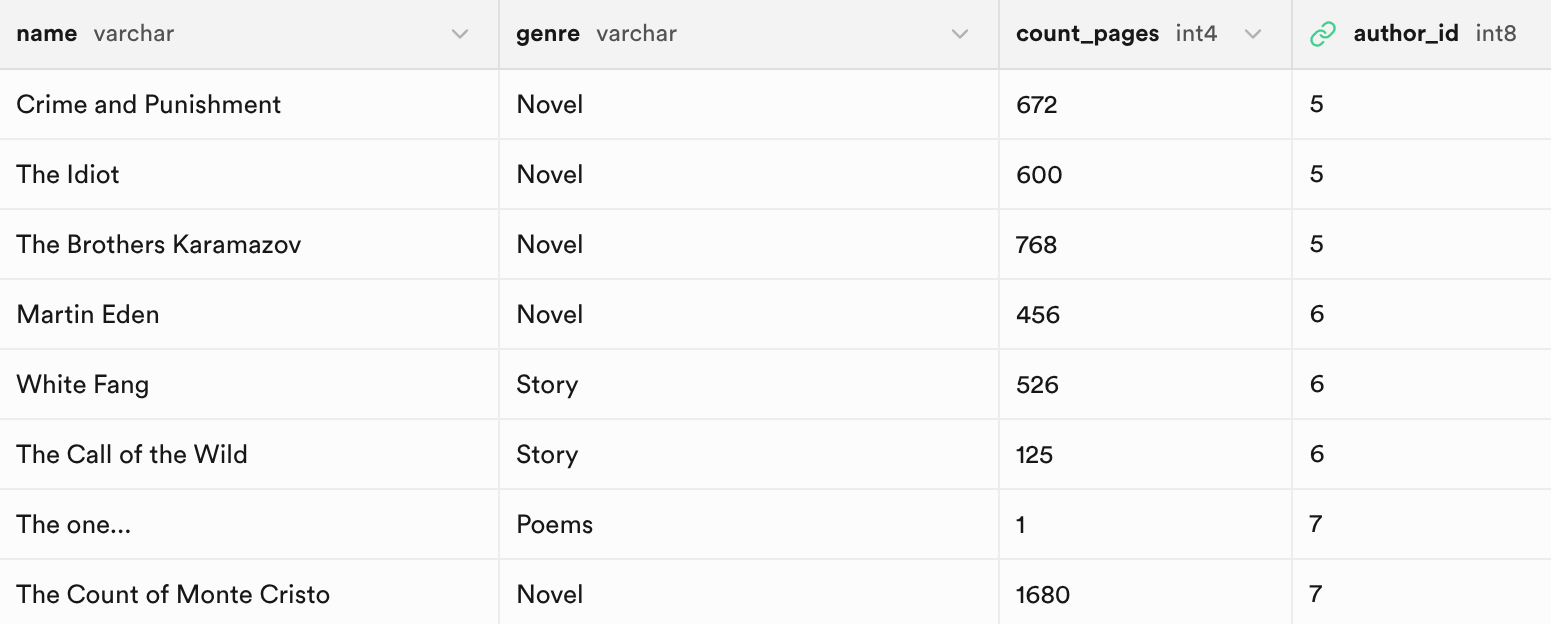 name varchar genre varchar count_pages int4 author_id int8
Crime and Punishment Novel 672 5
The Idiot Novel 600 5
The Brothers Karamazov Novel 768 5
Martin Eden Novel 456 6
White Fang Story 526 6
The Call of the Wild Story 125 6
The one... Poems 1 7
The Count of Monte Cristo Novel 1680 7